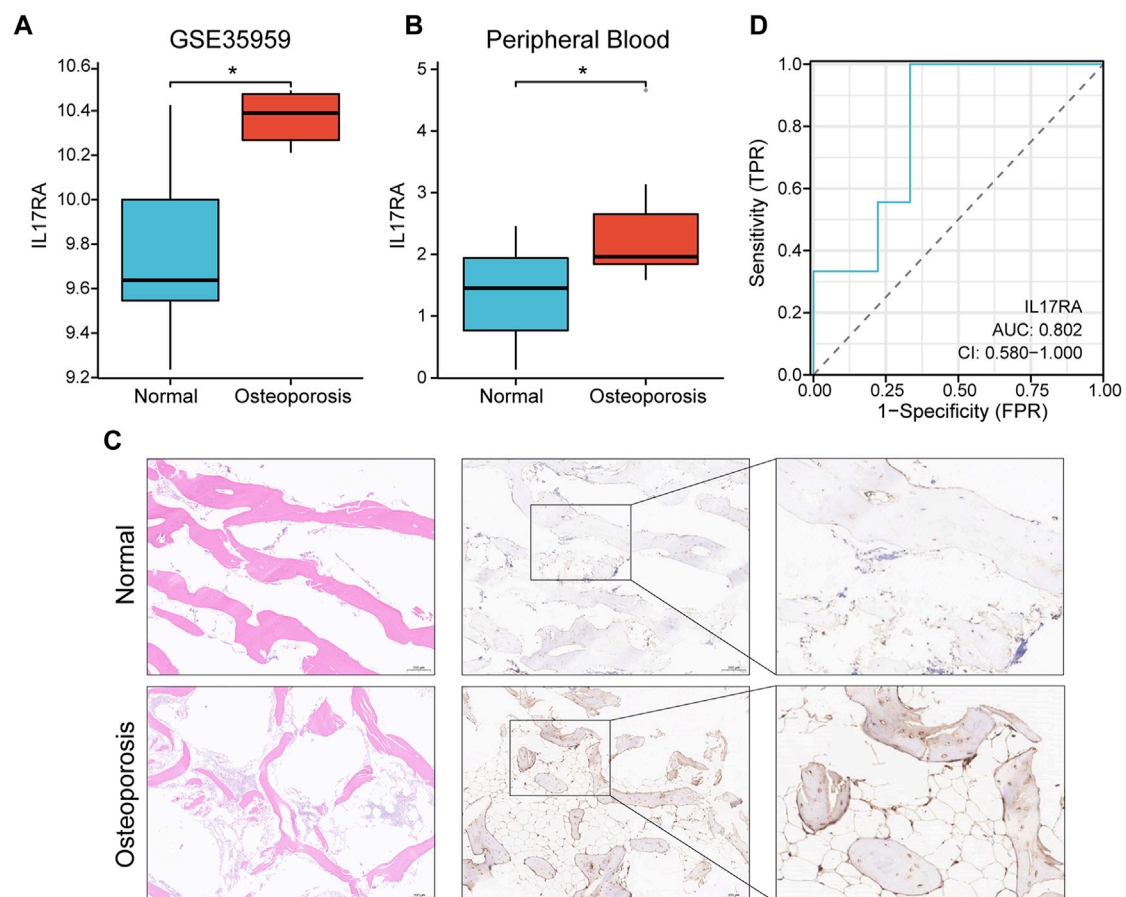 A
GSE35959
*
IL17RA
10.6
10.4
10.2
10.0
9.8
9.6
9.4
9.2
Normal
Osteoporosis
B
Peripheral Blood
*
IL17RA
5
4
3
2
1
0
Normal
Osteoporosis
D
Sensitivity (TPR)
1.0
0.8
0.6
0.4
0.2
0.0
IL17RA
AUC: 0.802
CI: 0.580−1.000
0.00
0.25
0.50
0.75
1.00
1−Specificity (FPR)
C
Normal
Osteoporosis